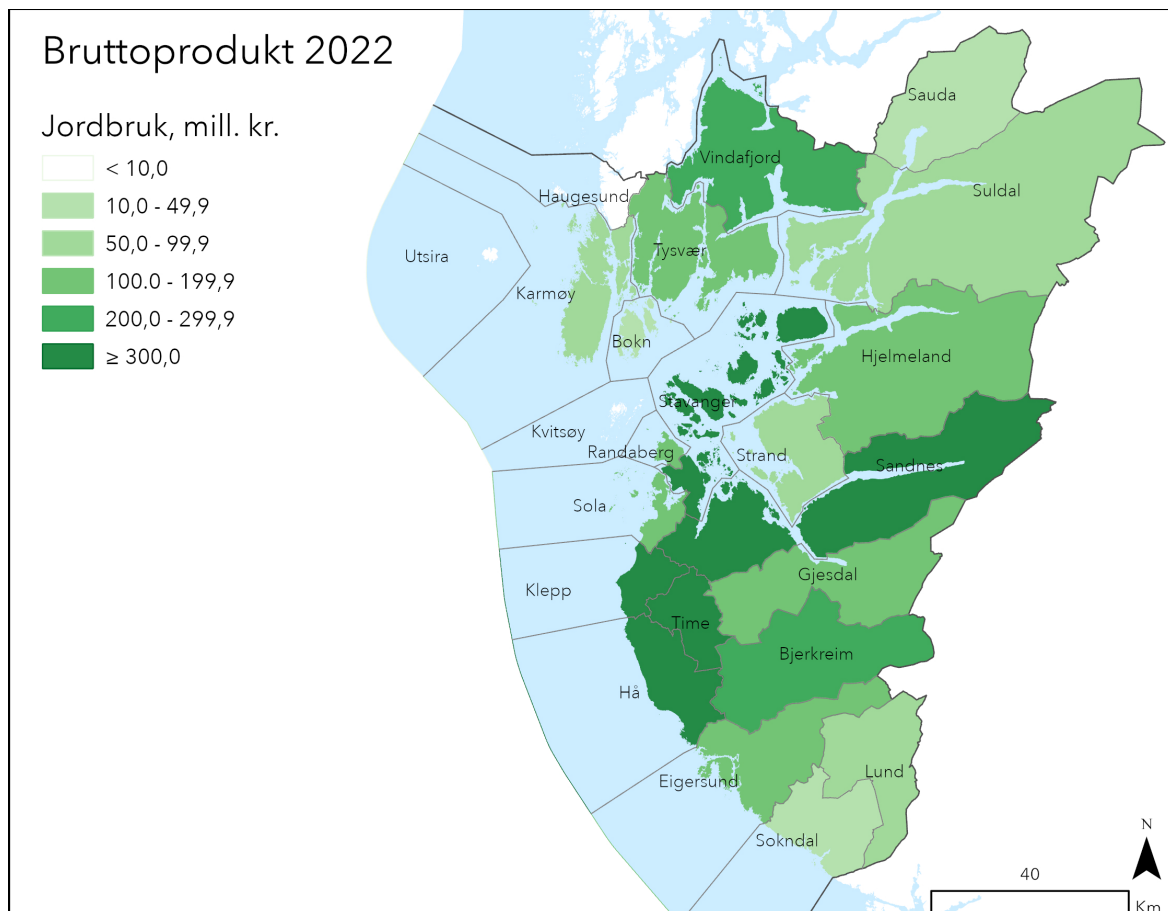 Bruttoprodukt 2022
Jordbruk, mill. kr.
< 10,0
10,0 - 49,9
50,0 - 99,9
100.0 - 199,9
200,0 - 299,9
≥ 300,0
Sauda
Vindafjord
Suldal
Haugesund
Tysvær
Utsira
Karmøy
Bokn
Hjelmeland
Stavanger
Kvitsøy
Randaberg
Strand
Sandnes
Sola
Gjesdal
Klepp
Time
Bjerkreim
Hå
Lund
Eigersund
Sokndal
N
40
Km